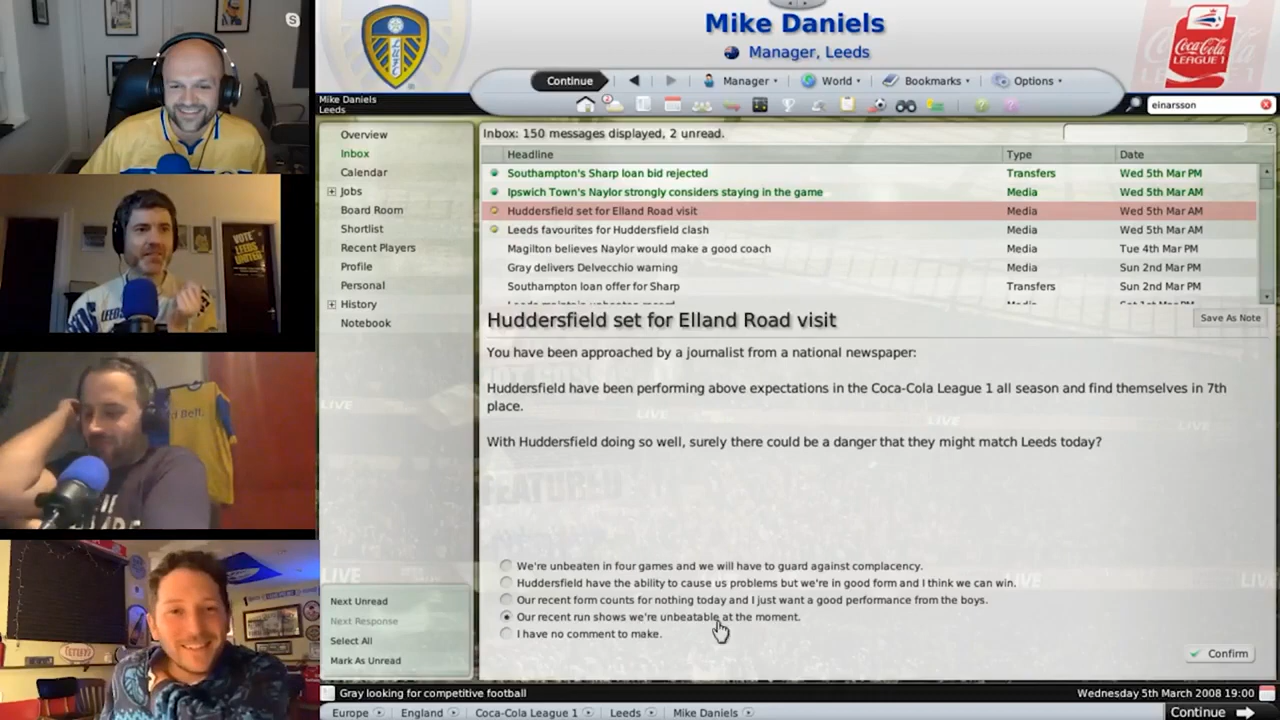 Mike Daniels
Manager, Leeds
Coca-Cola
LEAGUE 1
Continue
Manager
World
Bookmarks
Options
Mike Daniels
Leeds
einarsson
Overview
Inbox
Calendar
Jobs
Board Room
Shortlist
Recent Players
Profile
Personal
History
Notebook
Inbox: 150 messages displayed, 2 unread.
Headline Type Date
Southampton's Sharp loan bid rejected Transfers Wed 5th Mar PM
Ipswich Town's Naylor strongly considers staying in the game Media Wed 5th Mar AM
Huddersfield set for Elland Road visit Media Wed 5th Mar AM
Leeds favourites for Huddersfield clash Media Wed 5th Mar AM
Magilton believes Naylor would make a good coach Media Tue 4th Mar PM
Gray delivers Delvecchio warning Media Sun 2nd Mar PM
Southampton loan offer for Sharp Transfers Sun 2nd Mar PM
Huddersfield set for Elland Road visit
Save As Note
You have been approached by a journalist from a national newspaper:
Huddersfield have been performing above expectations in the Coca-Cola League 1 all season and find themselves in 7th
place.
With Huddersfield doing so well, surely there could be a danger that they might match Leeds today?
We're unbeaten in four games and we will have to guard against complacency.
Huddersfield have the ability to cause us problems but we're in good form and I think we can win.
Our recent form counts for nothing today and I just want a good performance from the boys.
Our recent run shows we're unbeatable at the moment.
I have no comment to make.
Confirm
Next Unread
Next Response
Select All
Mark As Unread
Gray looking for competitive football
Wednesday 5th March 2008 19:00
Europe
England
Coca-Cola League 1
Leeds
Mike Daniels
Continue
VOTE
LEEDS
UNITED
LEEDS
d Bell.